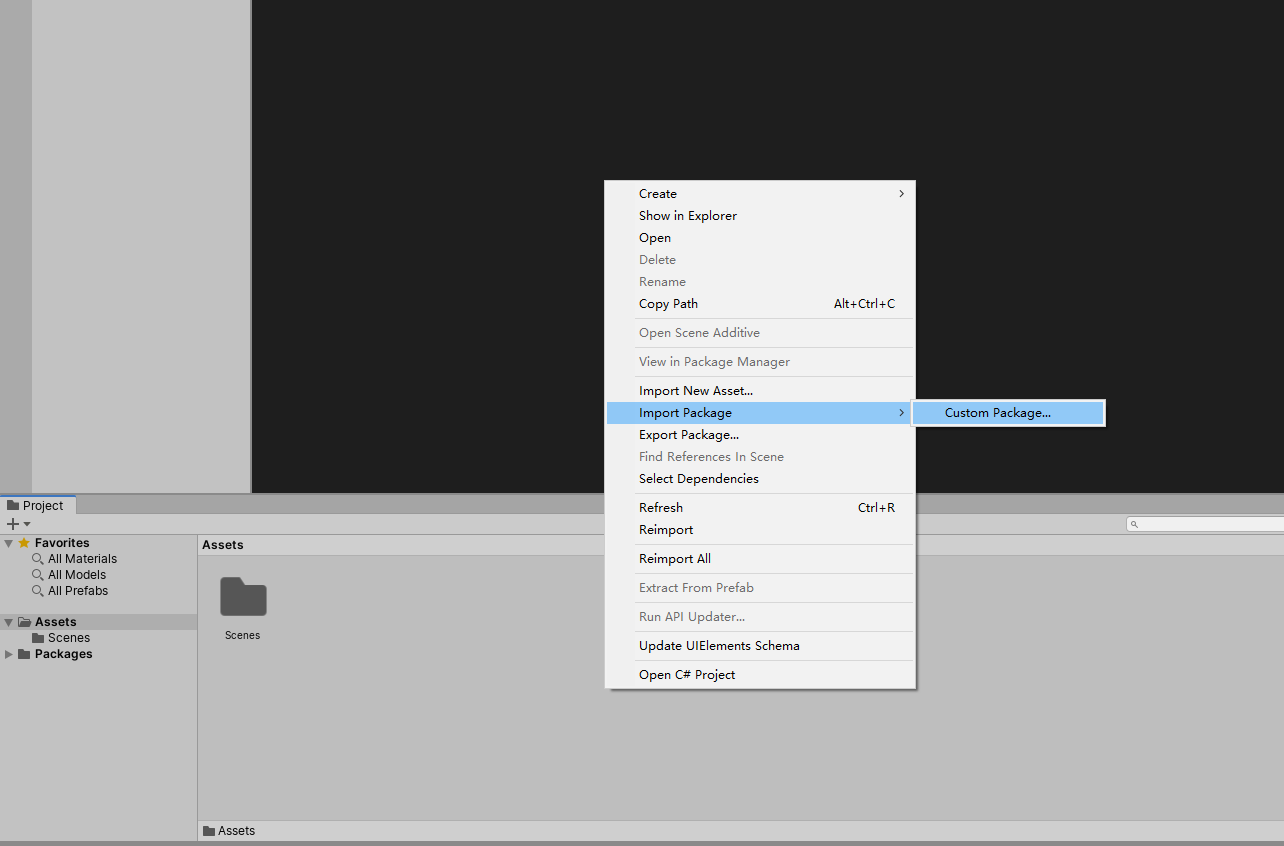 Create
Show in Explorer
Open
Delete
Rename
Copy Path Alt+Ctrl+C
Open Scene Additive
View in Package Manager
Import New Asset...
Import Package Custom Package...
Export Package...
Find References In Scene
Select Dependencies
Refresh Ctrl+R
Reimport
Reimport All
Extract From Prefab
Run API Updater...
Update UIElements Schema
Open C# Project
Project
Favorites
All Materials
All Models
All Prefabs
Assets
Scenes
Packages
Assets
Scenes
Assets